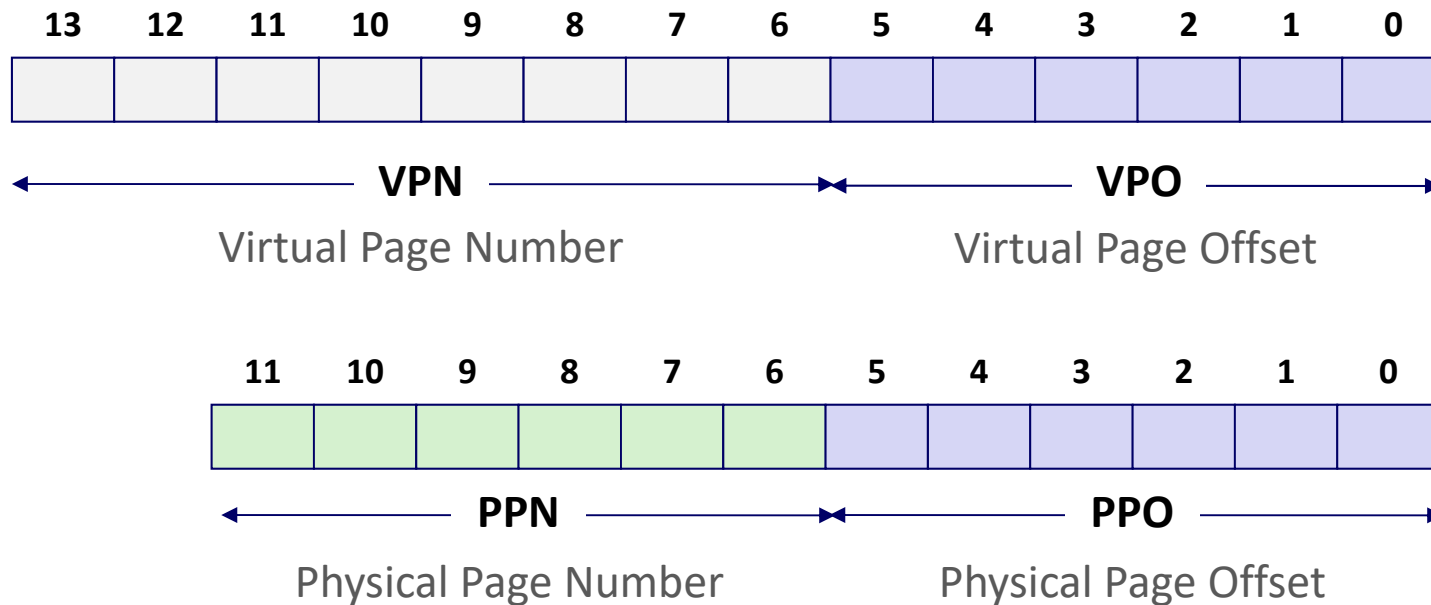 13 12 11 10 9 8 7 6 5 4 3 2 1 0
VPN VPO
Virtual Page Number Virtual Page Offset
11 10 9 8 7 6 5 4 3 2 1 0
PPN PPO
Physical Page Number Physical Page Offset